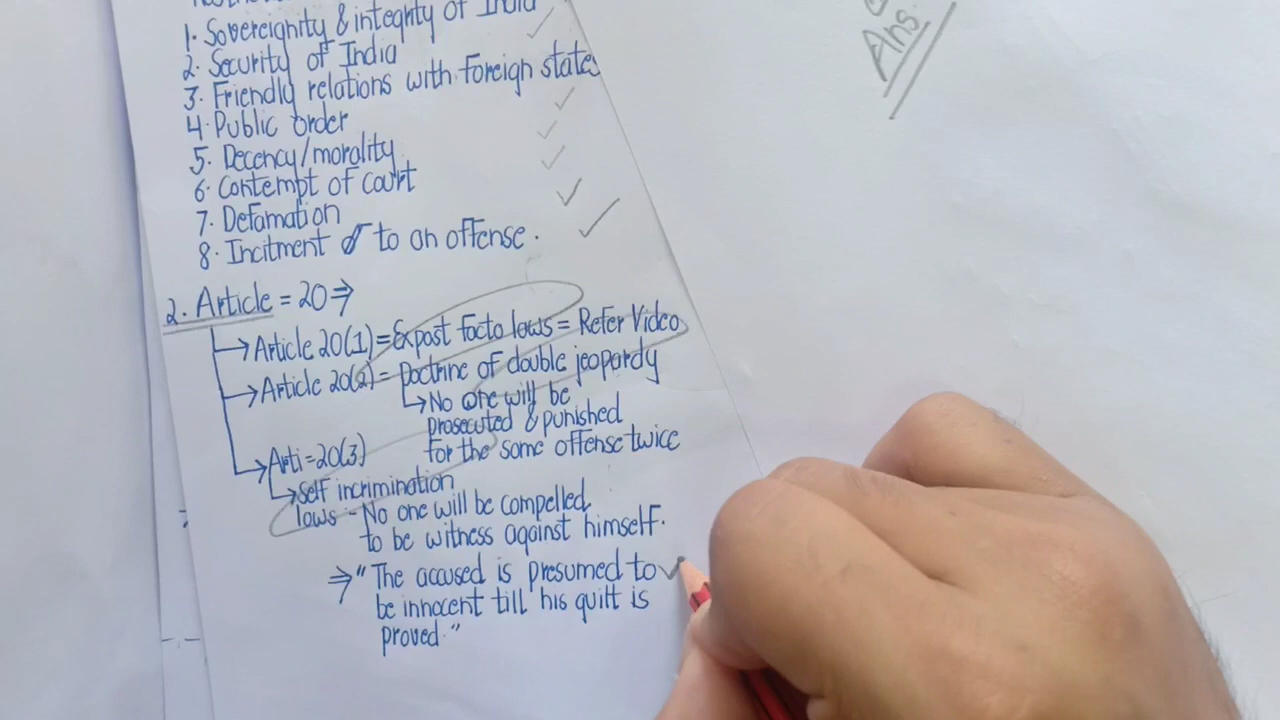 1. Sovereignity & integrity of India
2. Security of India
3. Friendly relations with foreign states
4. Public order
5. Decency/morality
6. Contempt of court
7. Defamation
8. Incitment to an offense.
2. Article = 20 ⇒
→ Article 20(1) = Expost facto laws = Refer Video
→ Article 20(2) = Doctrine of double jeopardy
→ No one will be
prosecuted & punished
for the same offense twice
→ Arti = 20(3)
→ Self incrimination
laws - No one will be compelled
to be witness against himself.
⇒ "The accused is presumed to
be innocent till his guilt is
proved."
Ans.